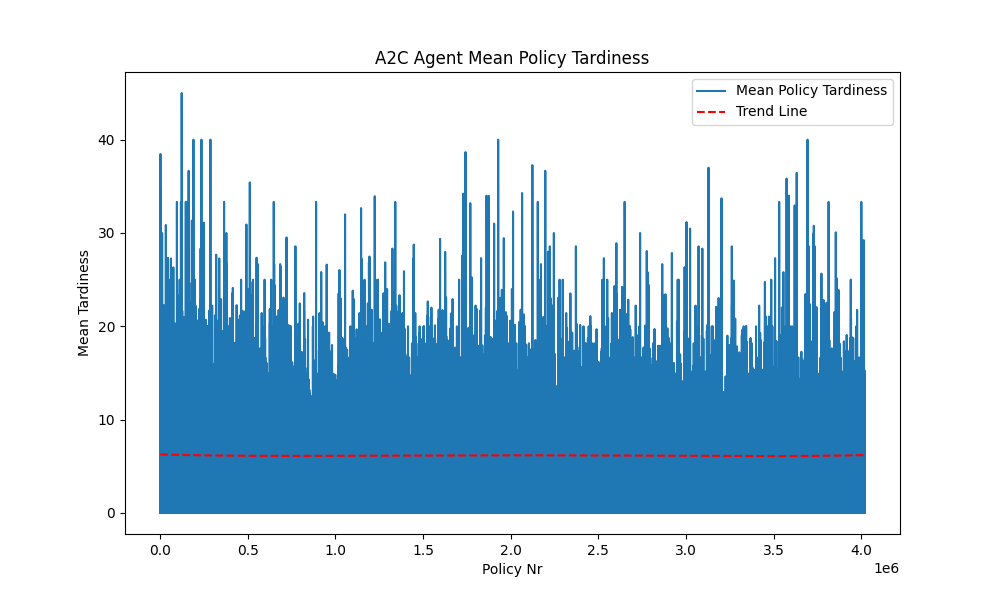 A2C Agent Mean Policy Tardiness
Mean Policy Tardiness
Trend Line
Mean Tardiness
40
30
20
10
0
0.0 0.5 1.0 1.5 2.0 2.5 3.0 3.5 4.0
1e6
Policy Nr